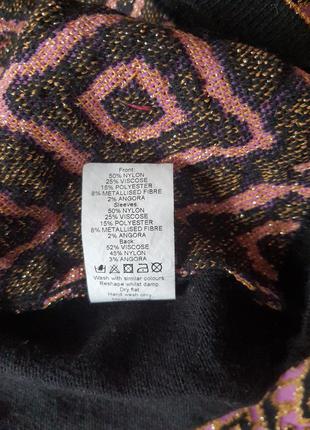 Front:
50% NYLON
25% VISCOSE
15% POLYESTER
8% METALLISED FIBRE
2% ANGORA
Sleeves:
50% NYLON
25% VISCOSE
15% POLYESTER
8% METALLISED FIBRE
2% ANGORA
Back
52% VISCOSE
45% NYLON
3% ANGORA
Wash with similar colours.
Reshape whilst damp.
Dry flat
Hand wash only